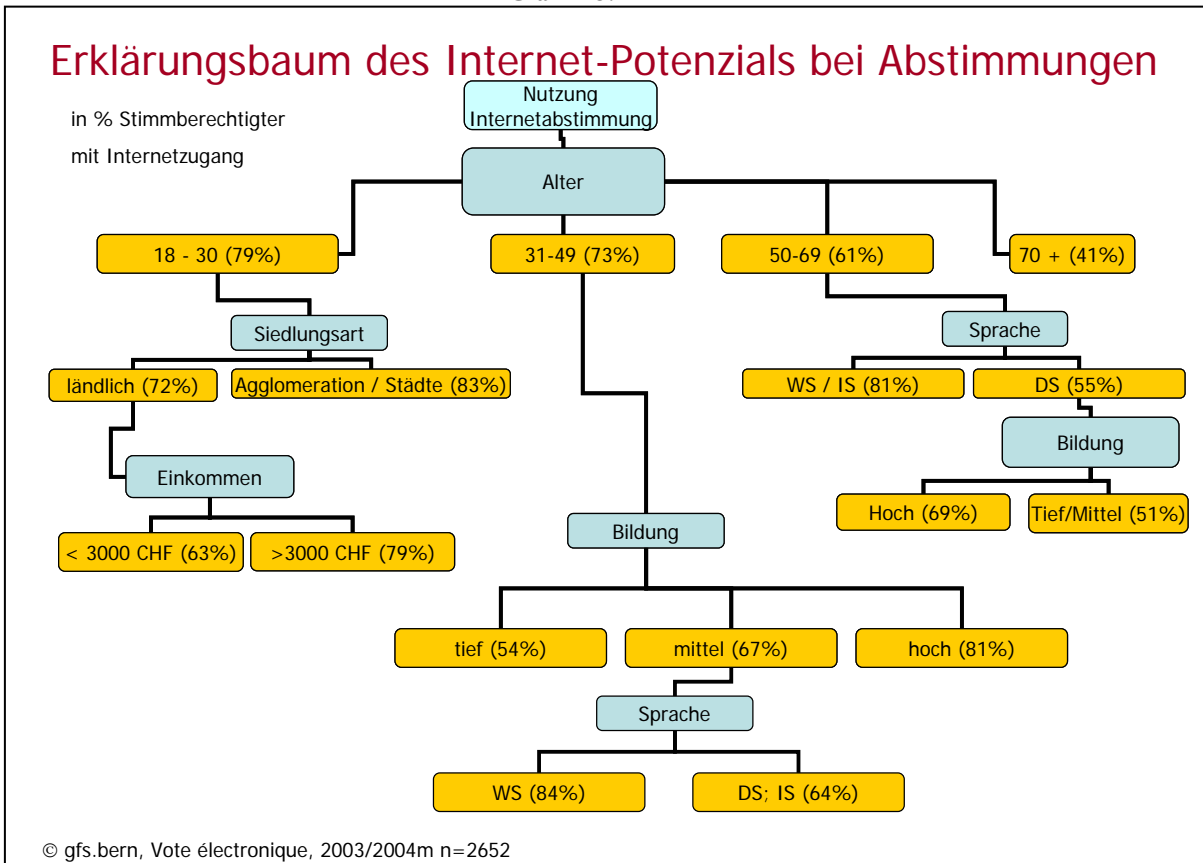 Erklärungsbaum des Internet-Potenzials bei Abstimmungen
in % Stimmberechtigter
mit Internetzugang
Nutzung
Internetabstimmung
Alter
18 - 30 (79%)
31-49 (73%)
50-69 (61%)
70 + (41%)
Siedlungsart
Sprache
ländlich (72%)
Agglomeration / Städte (83%)
WS / IS (81%)
DS (55%)
Bildung
Einkommen
Hoch (69%)
Tief/Mittel (51%)
Bildung
< 3000 CHF (63%)
>3000 CHF (79%)
tief (54%)
mittel (67%)
hoch (81%)
Sprache
WS (84%)
DS; IS (64%)
© gfs.bern, Vote électronique, 2003/2004m n=2652